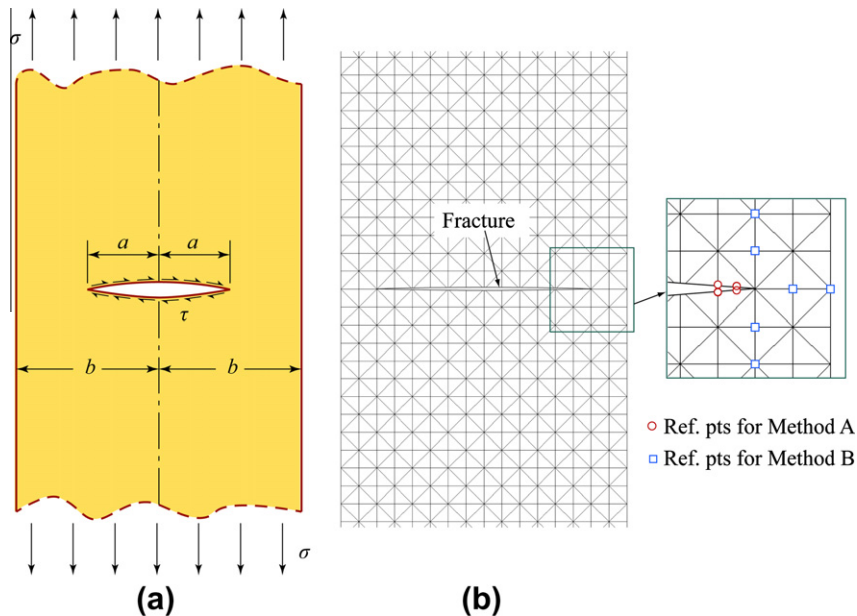 σ
a
a
τ
b
b
σ
(a)
Fracture
(b)
Ref. pts for Method A
Ref. pts for Method B